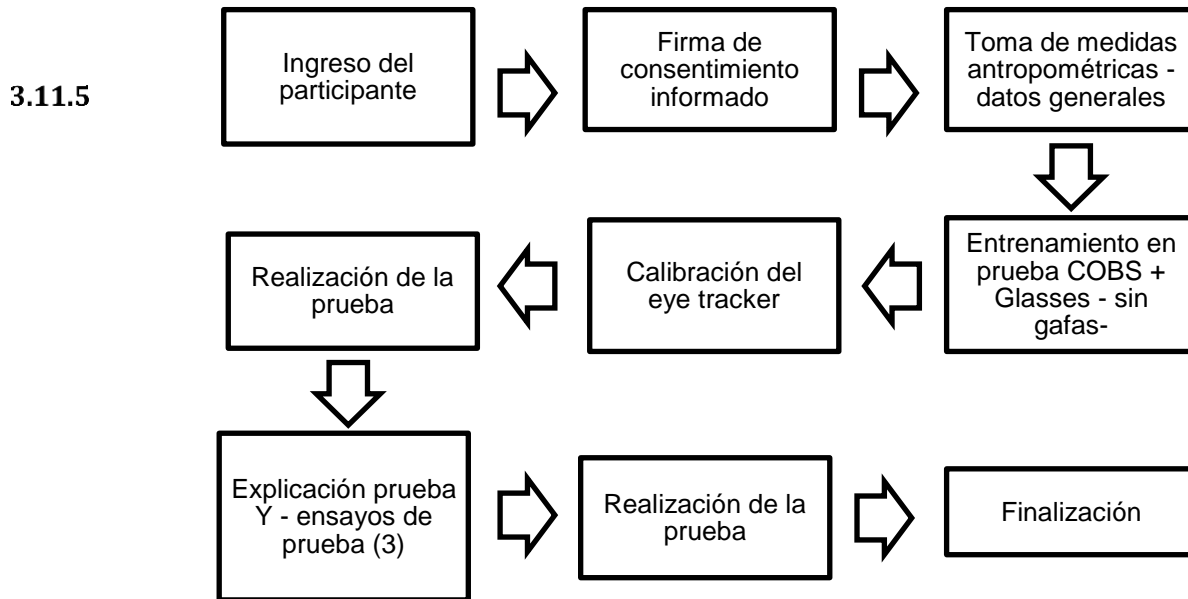 3.11.5
Ingreso del
participante
Firma de
consentimiento
informado
Toma de medidas
antropométricas -
datos generales
Entrenamiento en
prueba COBS +
Glasses - sin
gafas-
Calibración del
eye tracker
Realización de la
prueba
Explicación prueba
Y - ensayos de
prueba (3)
Realización de la
prueba
Finalización